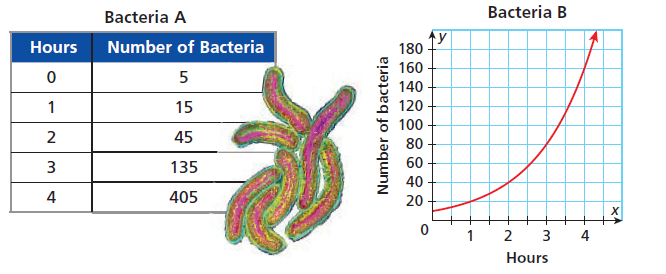 Bacteria A
Hours Number of Bacteria
0 5
1 15
2 45
3 135
4 405
Bacteria B
y
180
160
140
120
100
80
60
40
20
0 1 2 3 4 x
Number of bacteria
Hours